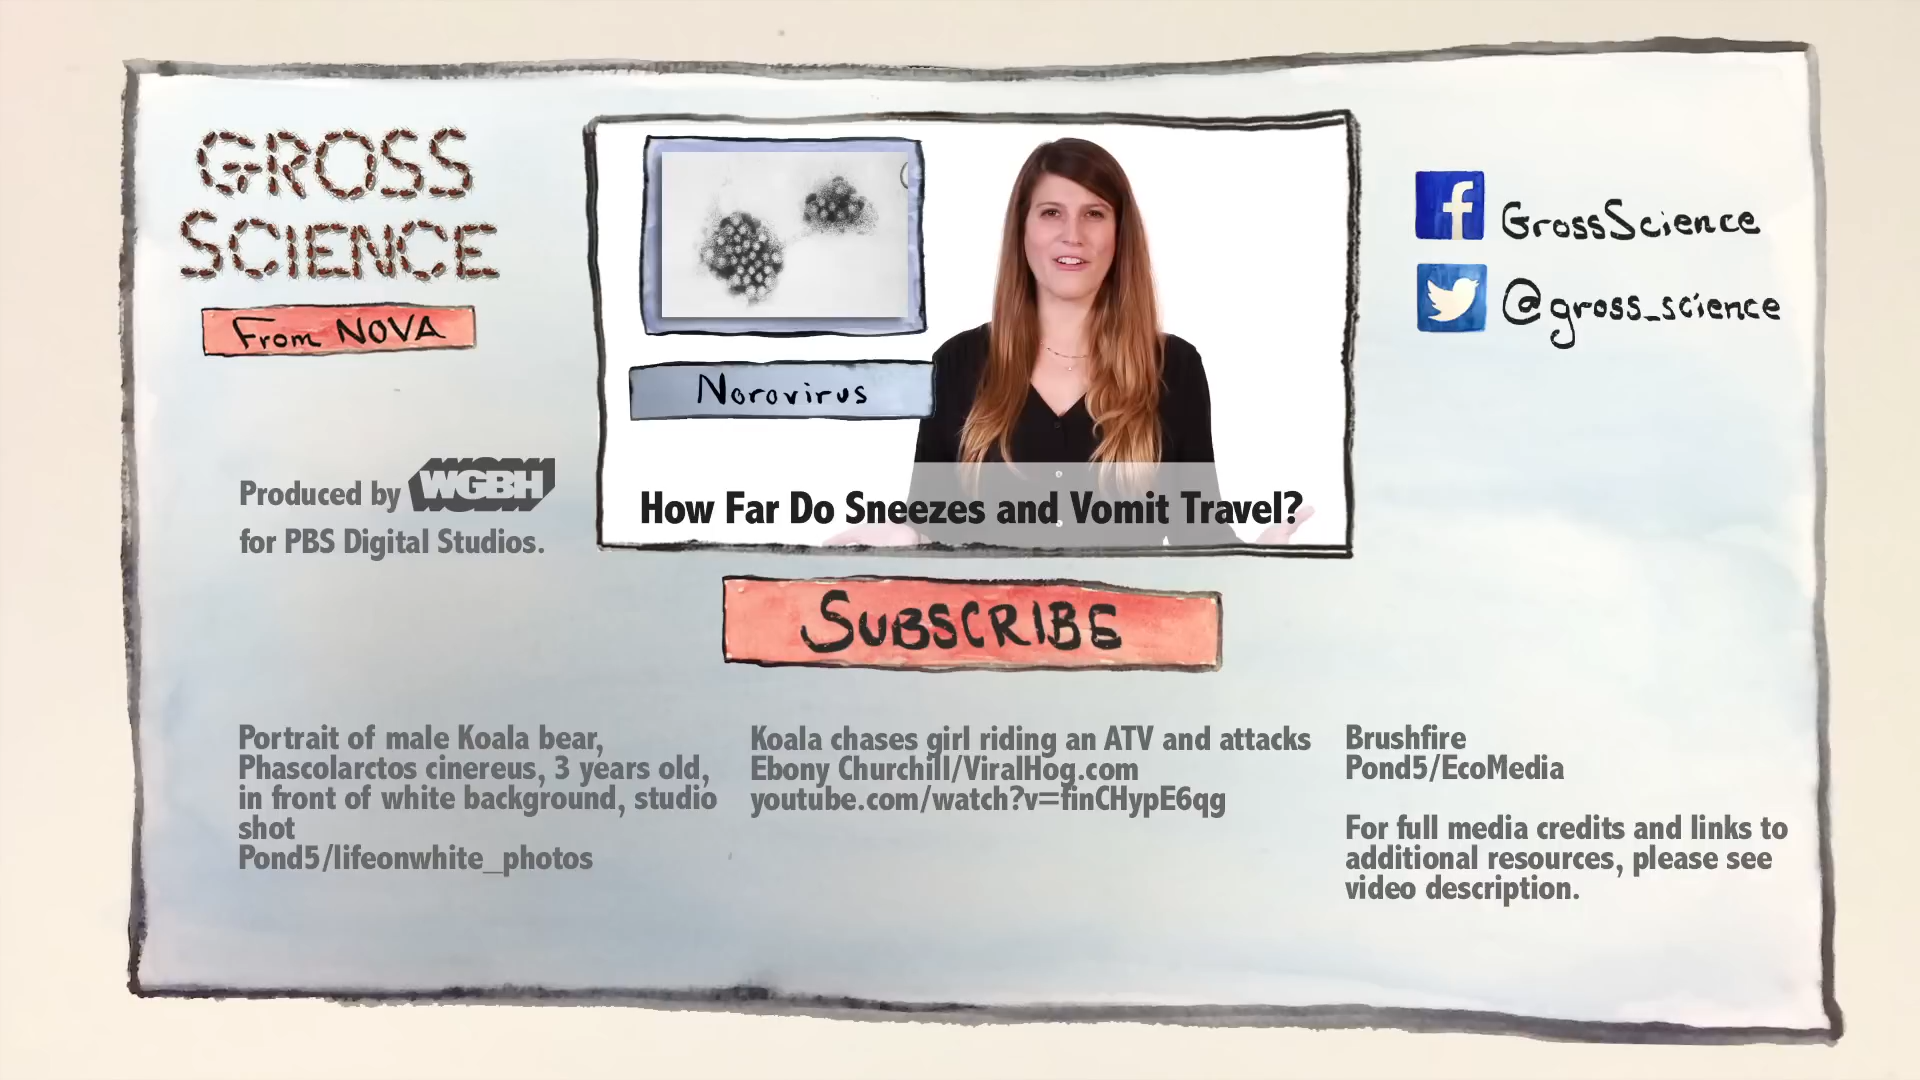 GROSS
SCIENCE
From NOVA
Norovirus
How Far Do Sneezes and Vomit Travel?
f GrossScience
@gross_science
Produced by WGBH
for PBS Digital Studios.
SUBSCRIBE
Portrait of male Koala bear,
Phascolarctos cinereus, 3 years old,
in front of white background, studio
shot
Pond5/lifeonwhite_photos
Koala chases girl riding an ATV and attacks
Ebony Churchill/ViralHog.com
youtube.com/watch?v=finCHypE6qg
Brushfire
Pond5/EcoMedia
For full media credits and links to
additional resources, please see
video description.